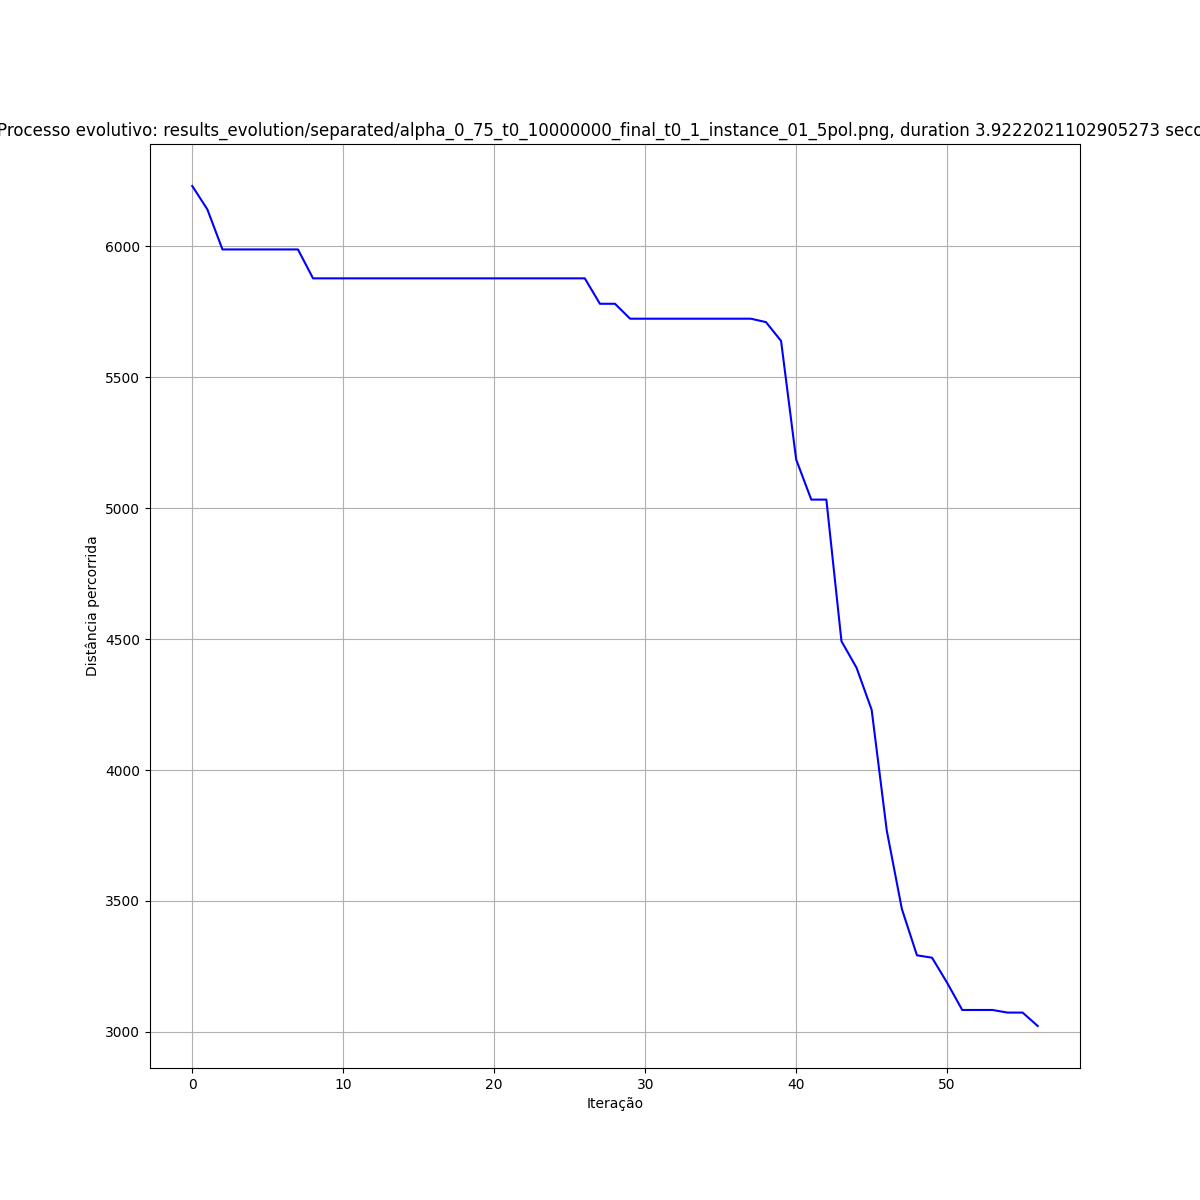 Processo evolutivo: results_evolution/separated/alpha_0_75_t0_10000000_final_t0_1_instance_01_5pol.png, duration 3.9222021102905273 seco
6000
5500
5000
4500
4000
3500
3000
Distância percorrida
0 10 20 30 40 50
Iteração